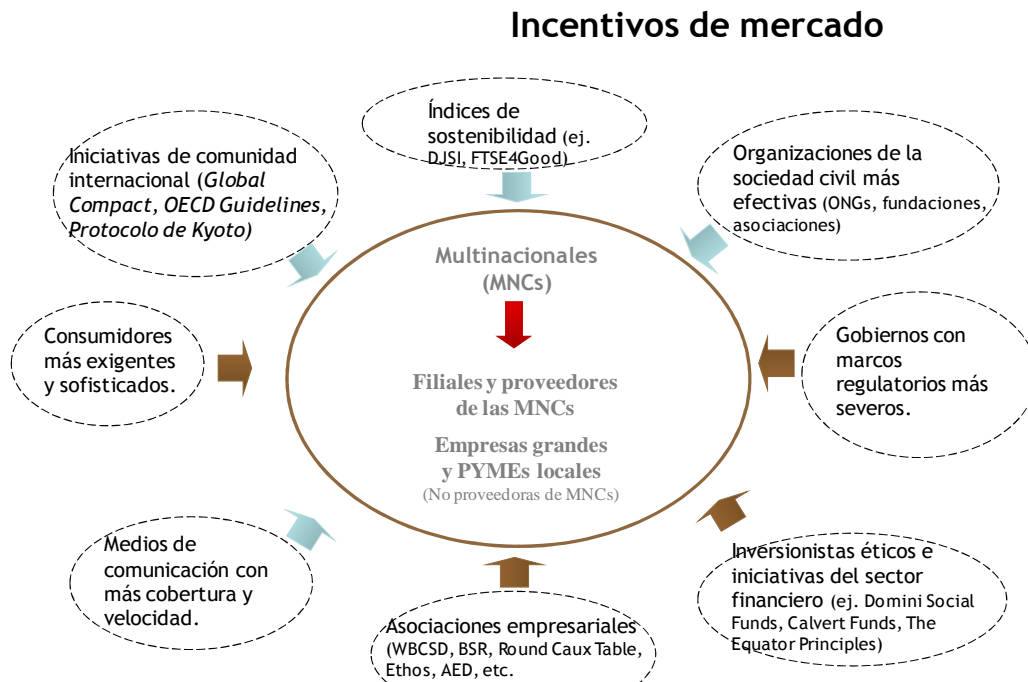 Incentivos de mercado
Índices de
sostenibilidad (ej.
DJSI, FTSE4Good)
Iniciativas de comunidad
internacional (Global
Compact, OECD Guidelines,
Protocolo de Kyoto)
Organizaciones de la
sociedad civil más
efectivas (ONGs, fundaciones,
asociaciones)
Multinacionales
(MNCs)
Consumidores
más exigentes
y sofisticados.
Gobiernos con
marcos
regulatorios más
severos.
Filiales y proveedores
de las MNCs
Empresas grandes
y PYMEs locales
(No proveedoras de MNCs)
Medios de
comunicación con
más cobertura y
velocidad.
Inversionistas éticos e
iniciativas del sector
financiero (ej. Domini Social
Funds, Calvert Funds, The
Equator Principles)
Asociaciones empresariales
(WBCSD, BSR, Round Caux Table,
Ethos, AED, etc.